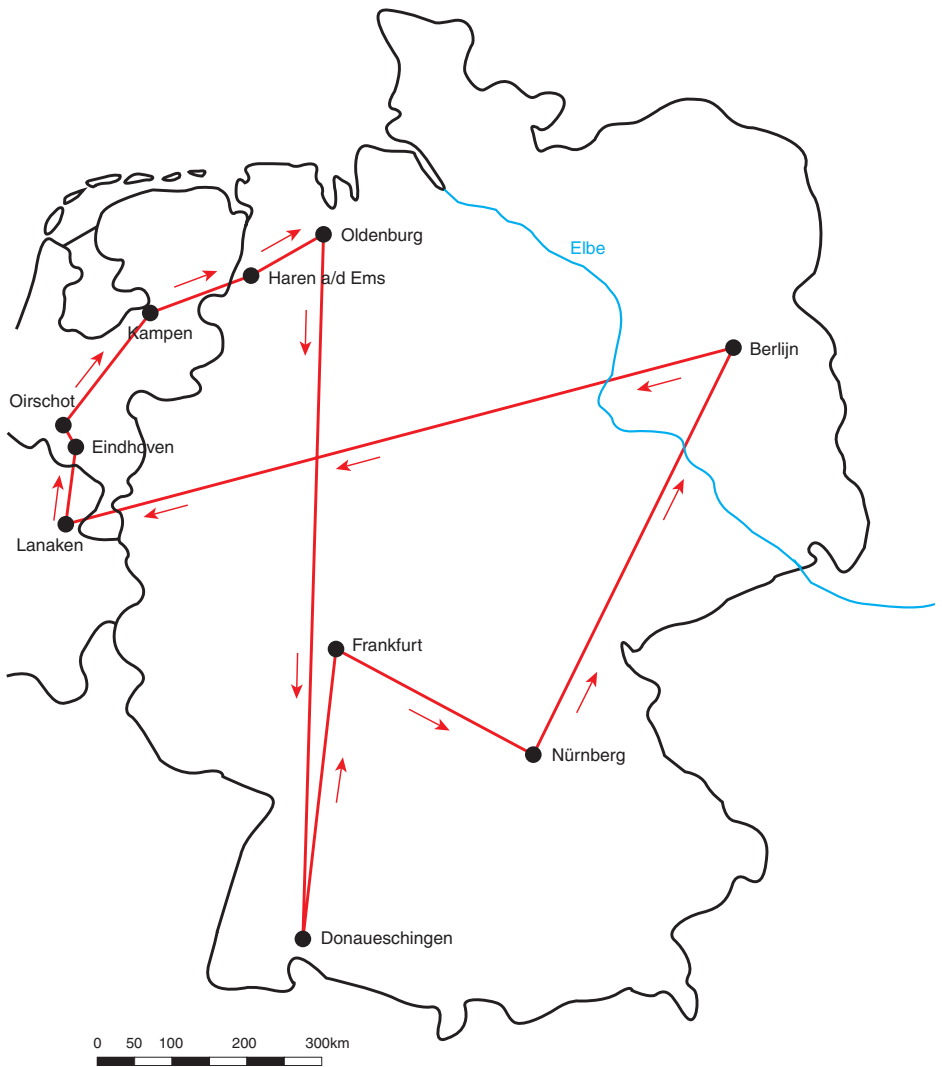 Oldenburg
Elbe
Haren a/d Ems
Kampen
Berlijn
Oirschot
Eindhoven
Lanaken
Frankfurt
Nürnberg
Donaueschingen
0 50 100 200 300km